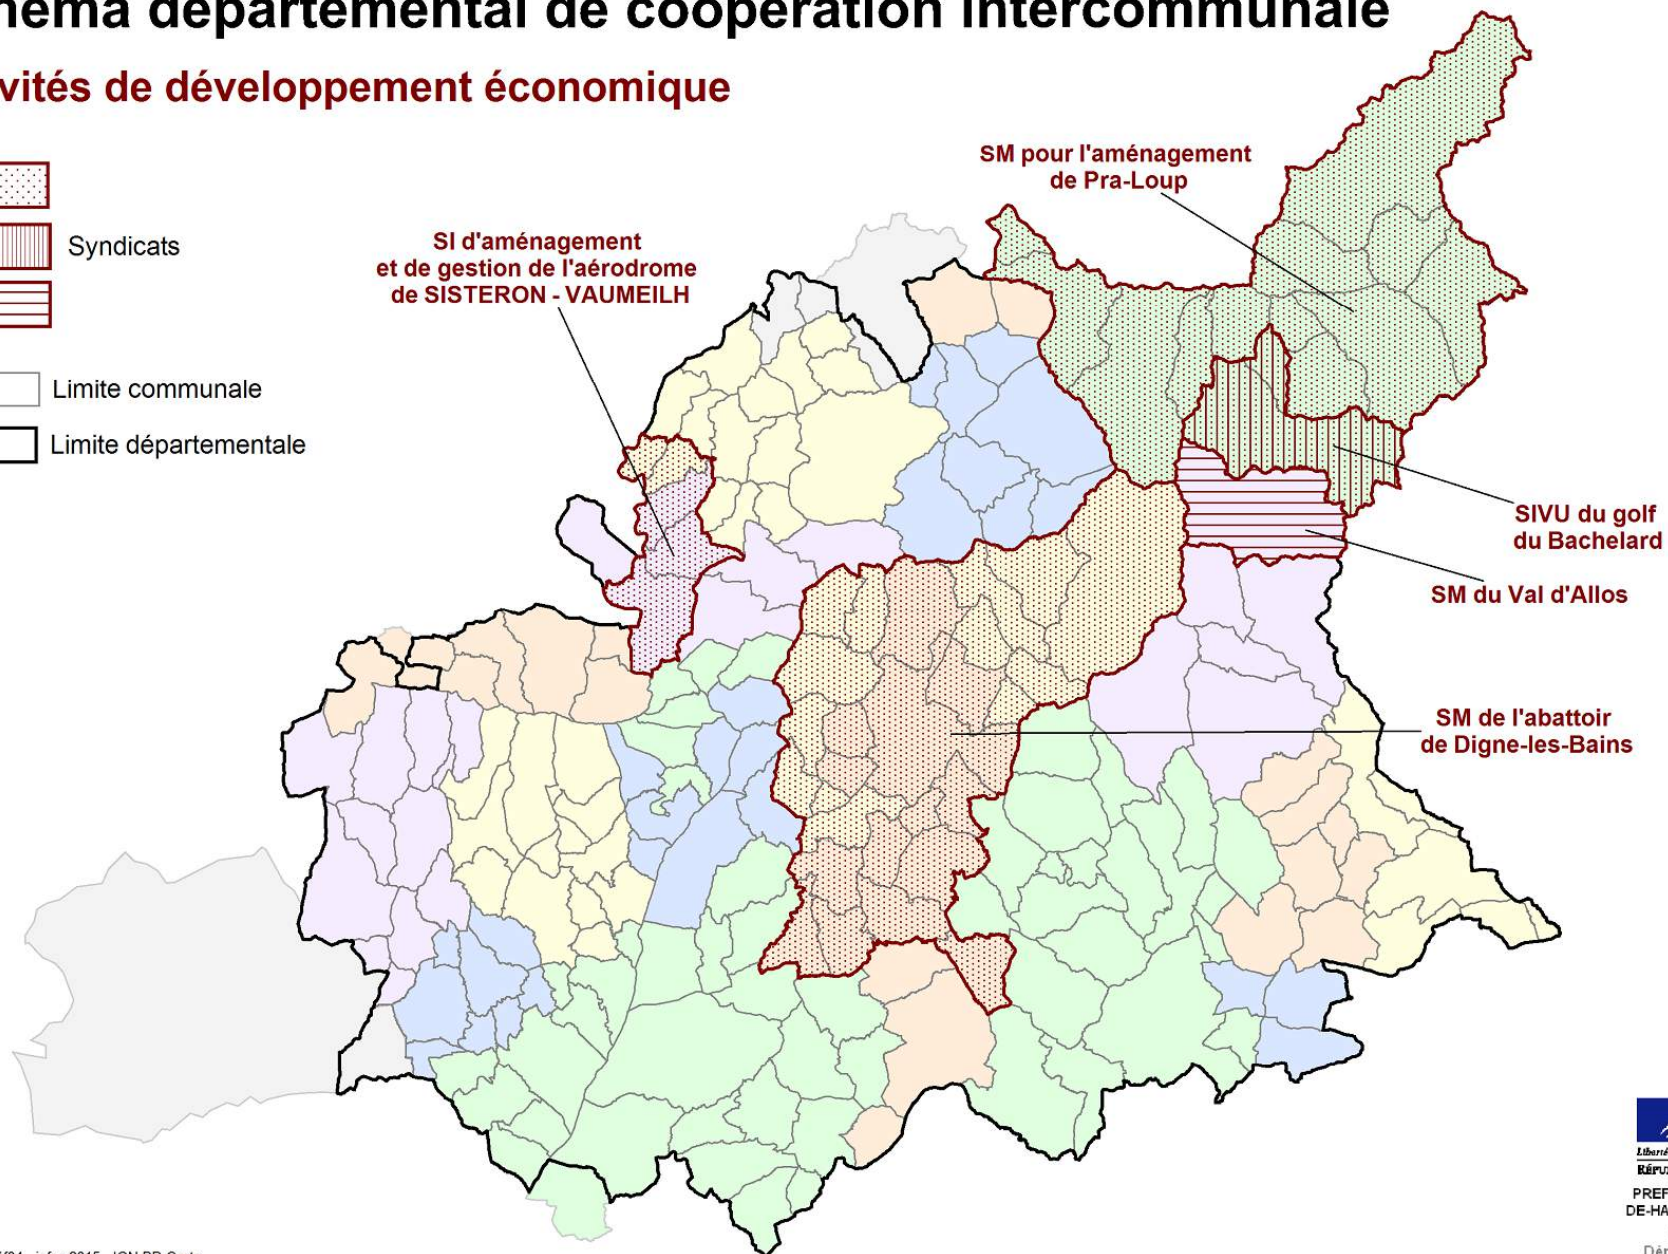 schéma départemental de coopération intercommunale
vités de développement économique
SM pour l'aménagement
de Pra-Loup
SI d'aménagement
et de gestion de l'aérodrome
de SISTERON - VAUMEILH
Syndicats
Limite communale
Limite départementale
SIVU du golf
du Bachelard
SM du Val d'Allos
SM de l'abattoir
de Digne-les-Bains
Liberté
PREF
DE-HA